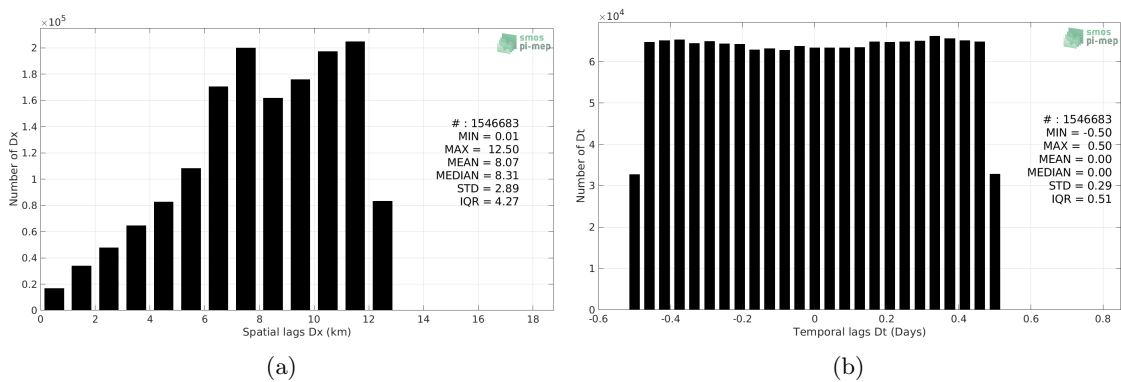 ×10⁵
2
1.8
1.6
1.4
1.2
1
0.8
0.6
0.4
0.2
0
Number of Dx
0 2 4 6 8 10 12 14 16 18
Spatial lags Dx (km)
smos
pi-mep
# : 1546683
MIN = 0.01
MAX = 12.50
MEAN = 8.07
MEDIAN = 8.31
STD = 2.89
IQR = 4.27
(a)
×10⁴
6
5
4
3
2
1
0
Number of Dt
-0.6 -0.4 -0.2 0 0.2 0.4 0.6 0.8
Temporal lags Dt (Days)
smos
pi-mep
# : 1546683
MIN = -0.50
MAX = 0.50
MEAN = 0.00
MEDIAN = 0.00
STD = 0.29
IQR = 0.51
(b)